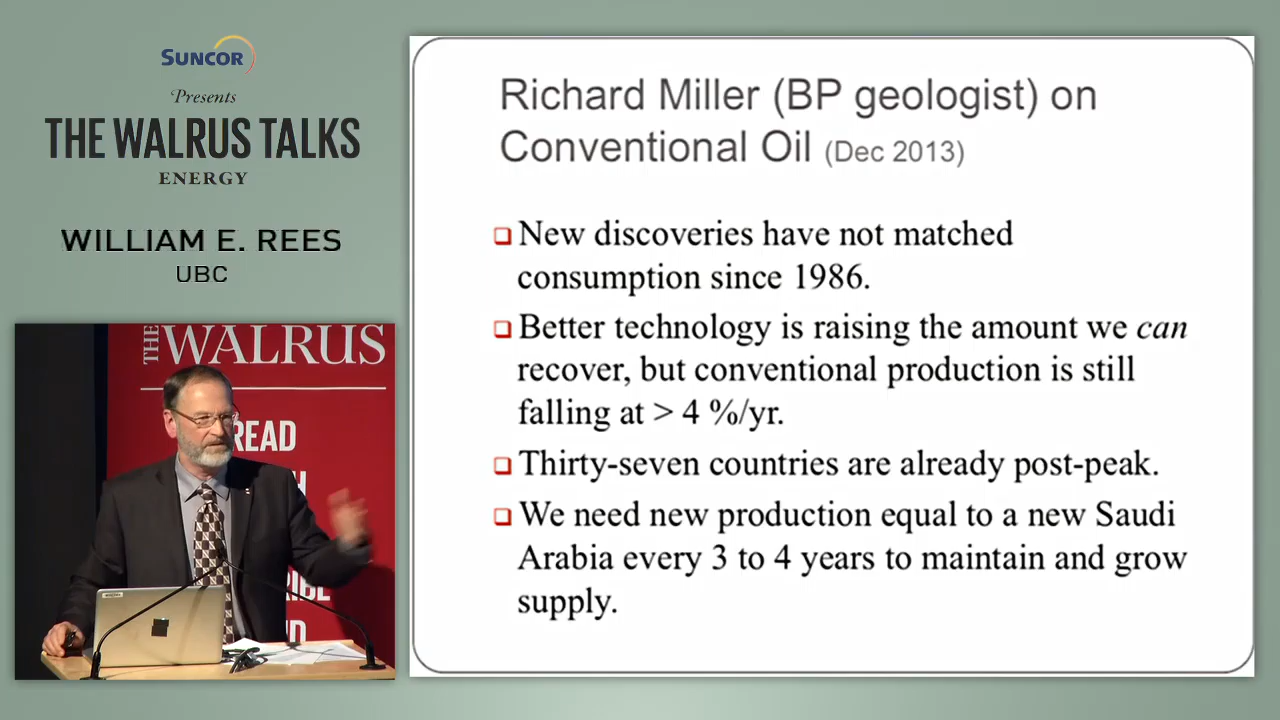 SUNCOR
Presents
THE WALRUS TALKS
ENERGY
WILLIAM E. REES
UBC
THE WALRUS
READ
Richard Miller (BP geologist) on
Conventional Oil (Dec 2013)
New discoveries have not matched
consumption since 1986.
Better technology is raising the amount we can
recover, but conventional production is still
falling at > 4 %/yr.
Thirty-seven countries are already post-peak.
We need new production equal to a new Saudi
Arabia every 3 to 4 years to maintain and grow
supply.